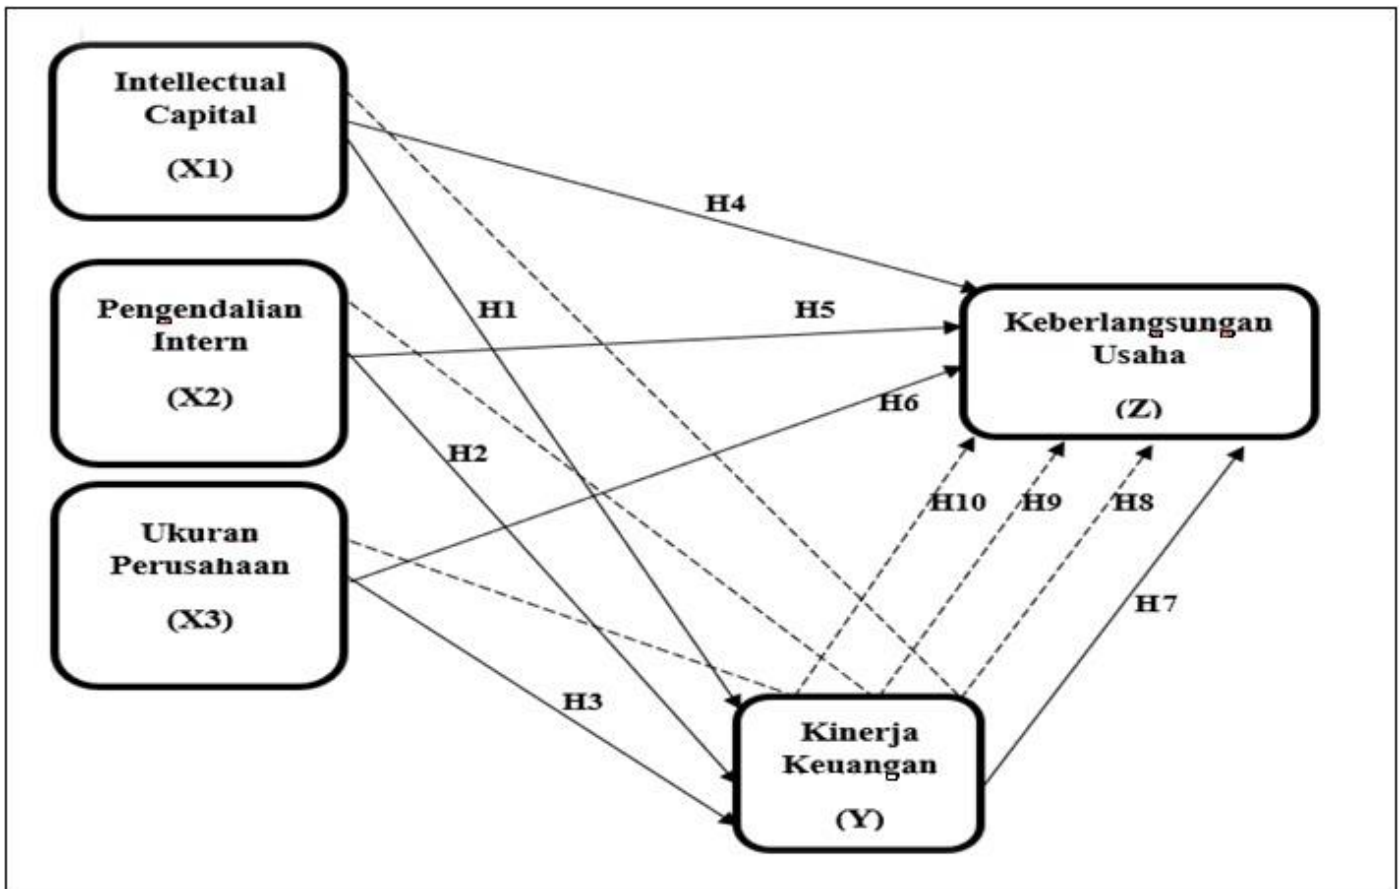 Intellectual
Capital
(X1)
Pengendalian
Intern
(X2)
Ukuran
Perusahaan
(X3)
H4
H1
H5
H6
H2
H3
Keberlangsungan
Usaha
(Z)
H10
H9
H8
H7
Kinerja
Keuangan
(Y)